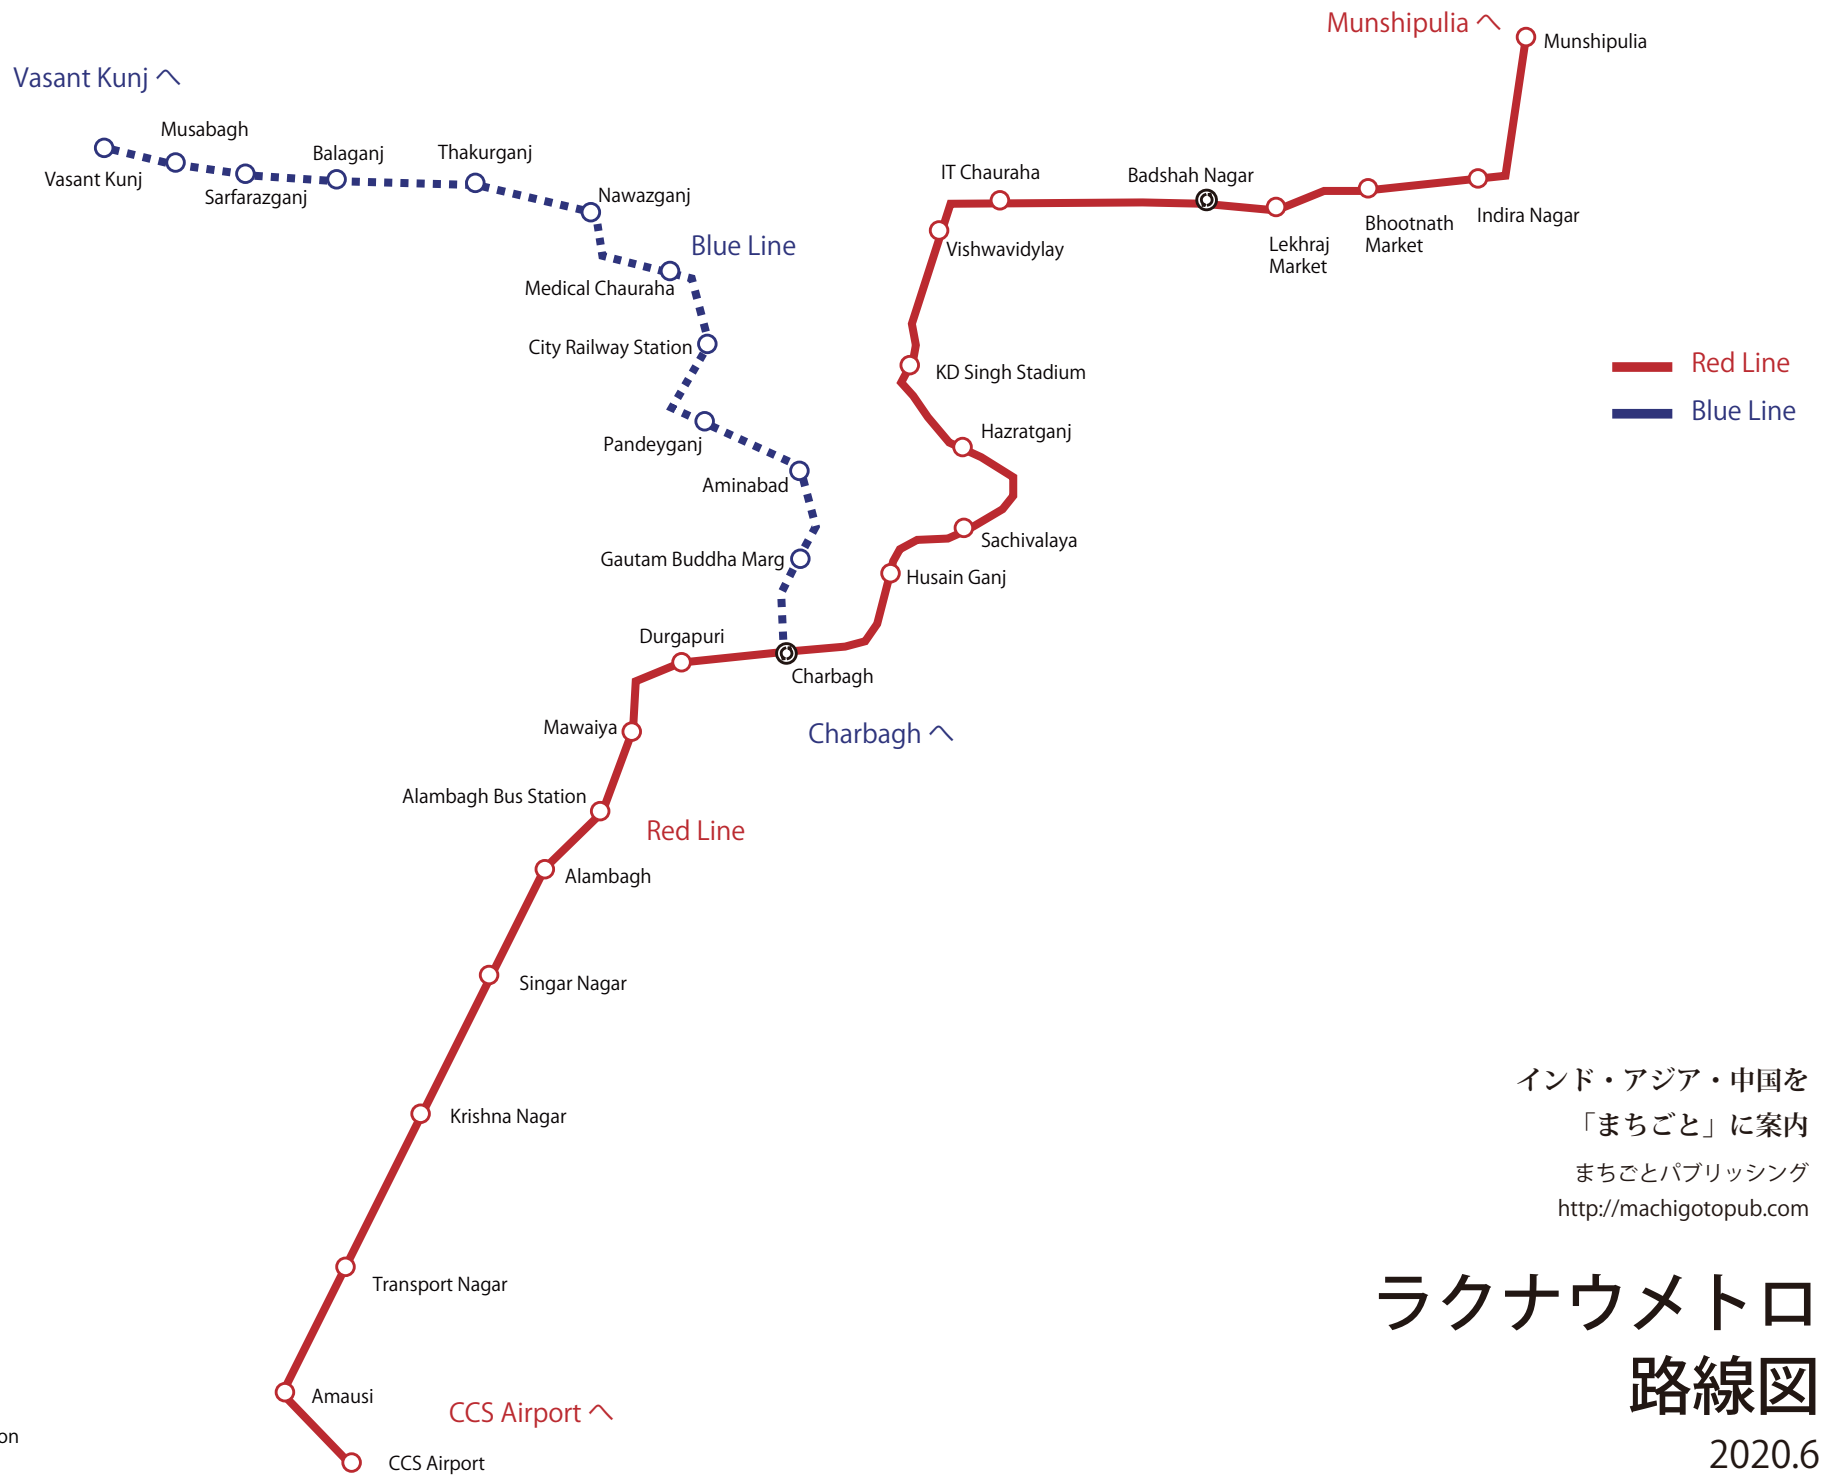 Munshipulia へ
Munshipulia
Vasant Kunj へ
Musabagh
Balaganj
Thakurganj
Vasant Kunj
Sarfarazganj
Nawazganj
IT Chauraha
Badshah Nagar
Blue Line
Vishwavidylay
Lekhraj
Market
Bhootnath
Market
Indira Nagar
Medical Chauraha
City Railway Station
KD Singh Stadium
Red Line
Blue Line
Pandeyganj
Hazratganj
Aminabad
Sachivalaya
Gautam Buddha Marg
Husain Ganj
Durgapuri
Charbagh
Mawaiya
Charbagh へ
Alambagh Bus Station
Red Line
Alambagh
Singar Nagar
Krishna Nagar
Transport Nagar
Amausi
CCS Airport へ
on
CCS Airport
インド・アジア・中国を
「まちごと」に案内
まちごとパブリッシング
http://machigotopub.com
ラクナウメトロ
路線図
2020.6